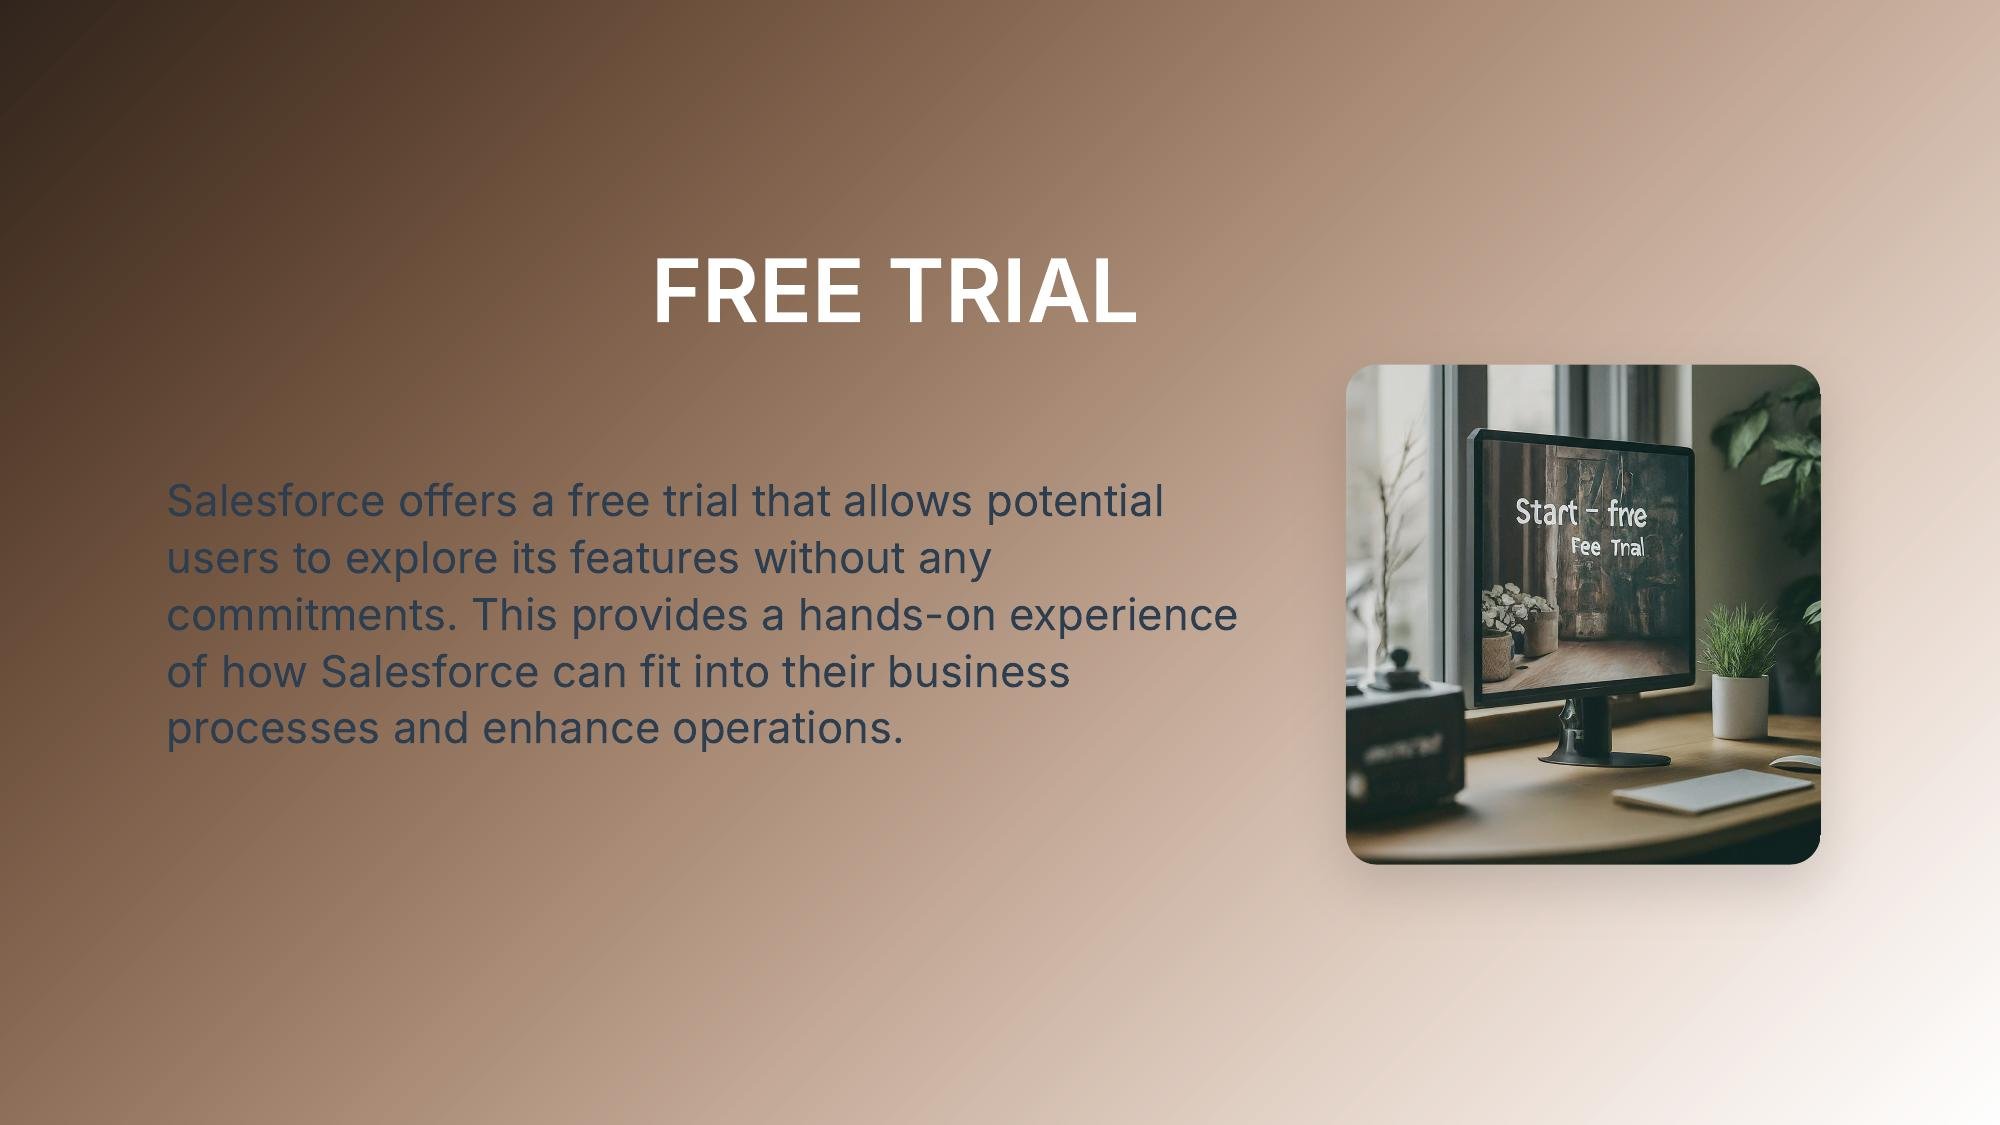 FREE TRIAL
Salesforce offers a free trial that allows potential
users to explore its features without any
commitments. This provides a hands-on experience
of how Salesforce can fit into their business
processes and enhance operations.
Start - fre
Fee Tnal